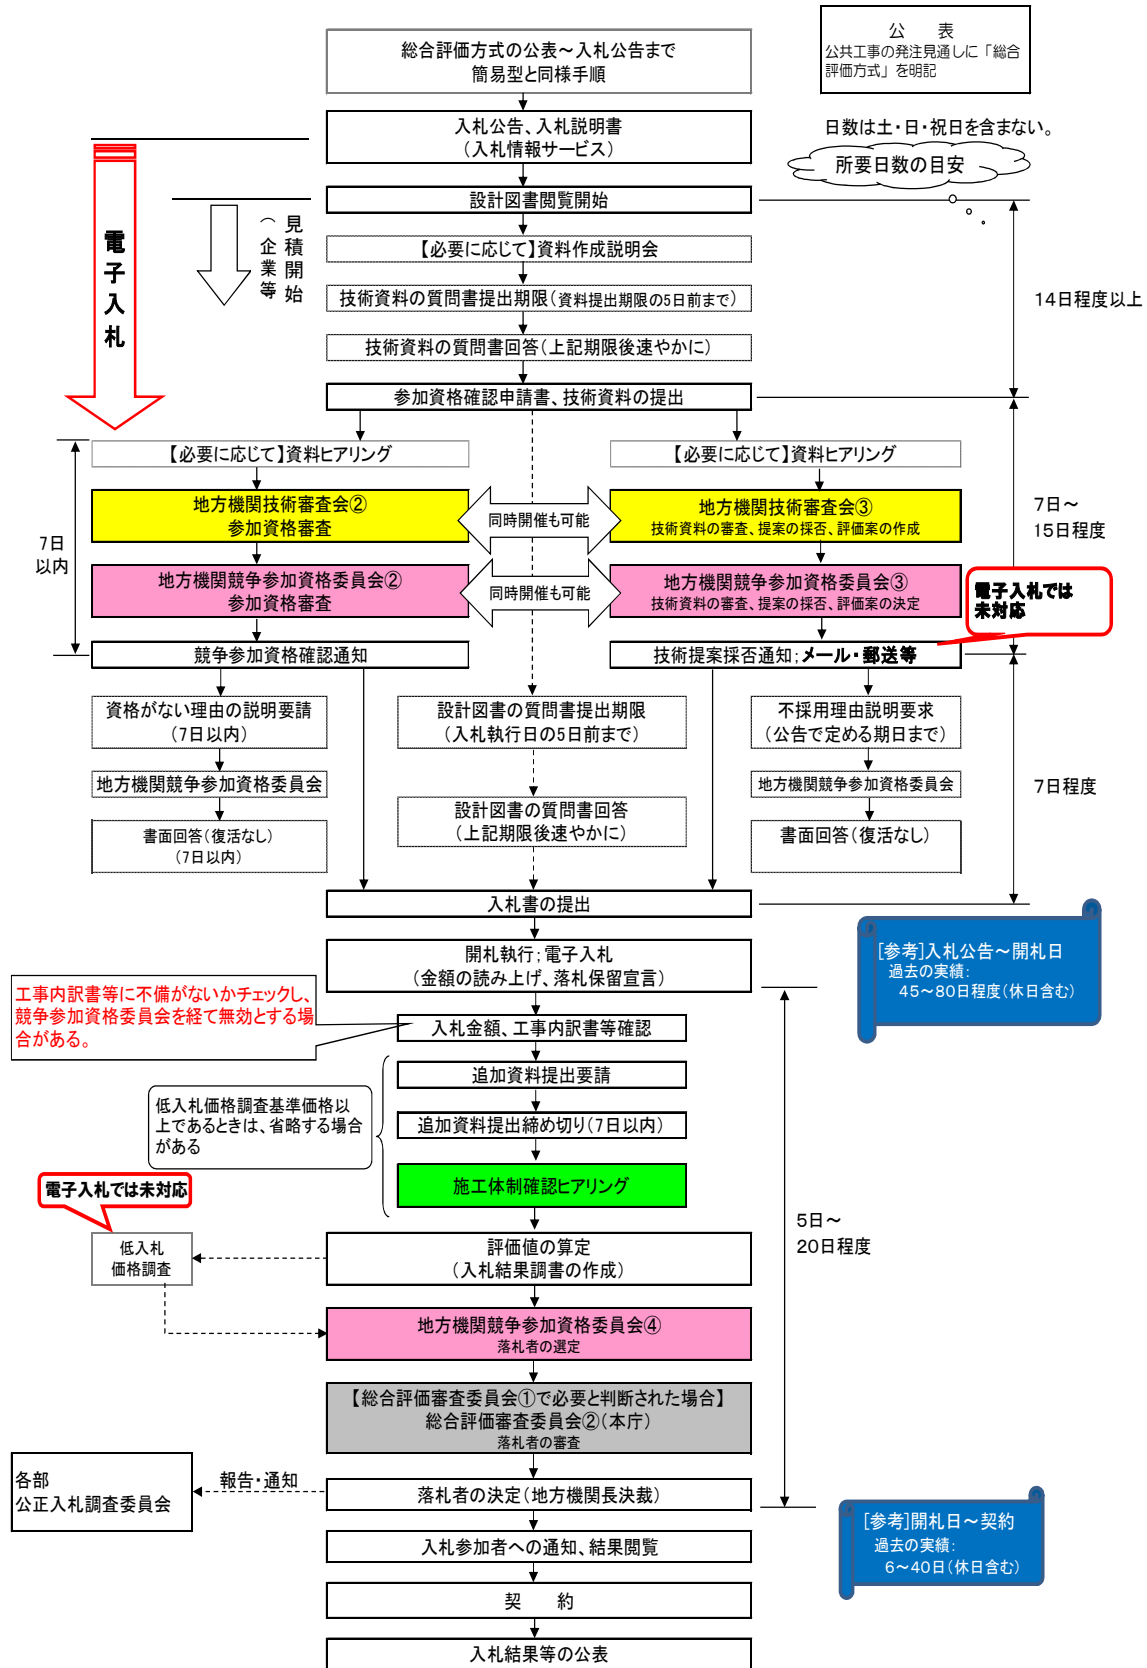 総合評価方式の公表～入札公告まで
簡易型と同様手順
公　表
公共工事の発注見通しに「総合
評価方式」を明記
入札公告、入札説明書
（入札情報サービス）
日数は土・日・祝日を含まない。
所要日数の目安
設計図書閲覧開始
電子入札
見積開始
（企業等
【必要に応じて】資料作成説明会
技術資料の質問書提出期限（資料提出期限の5日前まで）
14日程度以上
技術資料の質問書回答（上記期限後速やかに）
参加資格確認申請書、技術資料の提出
【必要に応じて】資料ヒアリング
【必要に応じて】資料ヒアリング
地方機関技術審査会②
参加資格審査
同時開催も可能
地方機関技術審査会③
技術資料の審査、提案の採否、評価案の作成
7日～
15日程度
7日
以内
地方機関競争参加資格委員会②
参加資格審査
同時開催も可能
地方機関競争参加資格委員会③
技術資料の審査、提案の採否、評価案の決定
電子入札では
未対応
競争参加資格確認通知
技術提案採否通知；メール・郵送等
資格がない理由の説明要請
（7日以内）
設計図書の質問書提出期限
（入札執行日の5日前まで）
不採用理由説明要求
（公告で定める期日まで）
地方機関競争参加資格委員会
地方機関競争参加資格委員会
7日程度
書面回答（復活なし）
（7日以内）
設計図書の質問書回答
（上記期限後速やかに）
書面回答（復活なし）
入札書の提出
開札執行；電子入札
（金額の読み上げ、落札保留宣言）
[参考]入札公告～開札日
過去の実績：
45～80日程度（休日含む）
工事内訳書等に不備がないかチェックし、
競争参加資格委員会を経て無効とする場
合がある。
入札金額、工事内訳書等確認
追加資料提出要請
低入札価格調査基準価格以
上であるときは、省略する場合
がある
追加資料提出締め切り（7日以内）
施工体制確認ヒアリング
電子入札では未対応
5日～
20日程度
低入札
価格調査
評価値の算定
（入札結果調書の作成）
地方機関競争参加資格委員会④
落札者の選定
【総合評価審査委員会①で必要と判断された場合】
総合評価審査委員会②（本庁）
落札者の審査
各部
公正入札調査委員会
報告・通知
落札者の決定（地方機関長決裁）
[参考]開札日～契約
過去の実績：
6～40日（休日含む）
入札参加者への通知、結果閲覧
契　約
入札結果等の公表